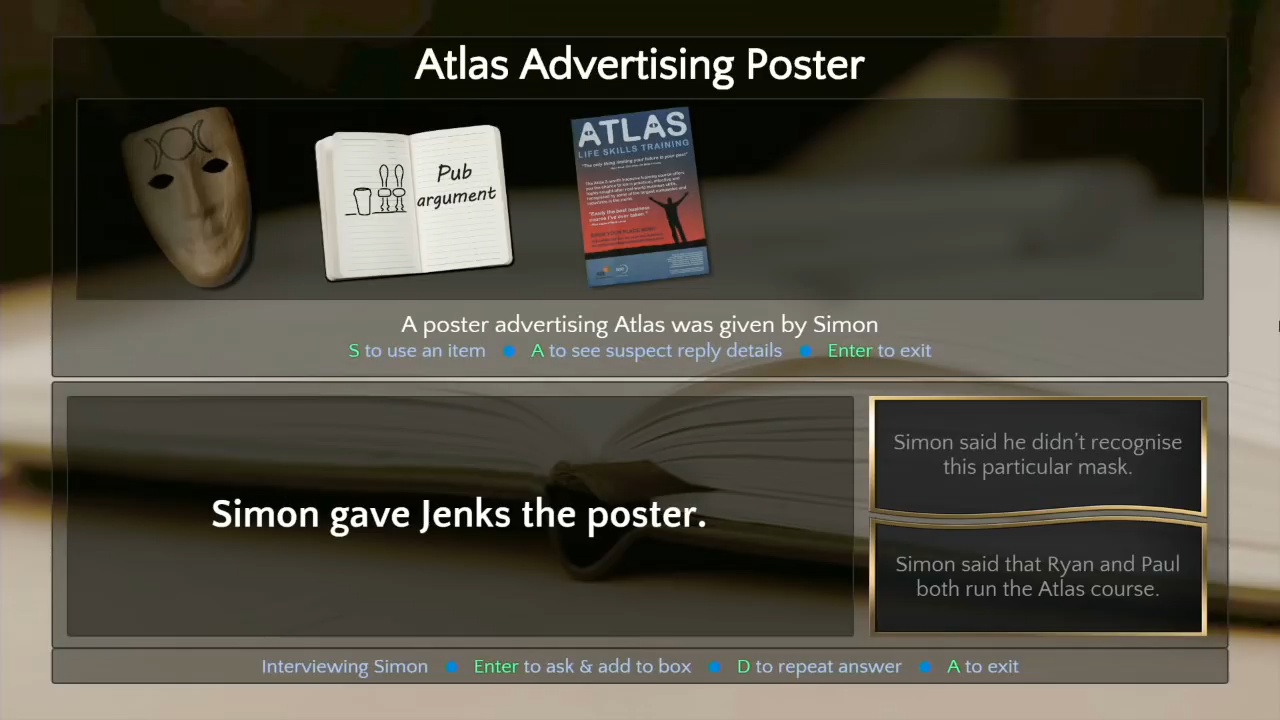 Atlas Advertising Poster
Pub
argument
ATLAS
LIFE SKILLS TRAINING
A poster advertising Atlas was given by Simon
S to use an item
A to see suspect reply details
Enter to exit
Simon gave Jenks the poster.
Simon said he didn't recognise
this particular mask.
Simon said that Ryan and Paul
both run the Atlas course.
Interviewing Simon
Enter to ask & add to box
D to repeat answer
A to exit